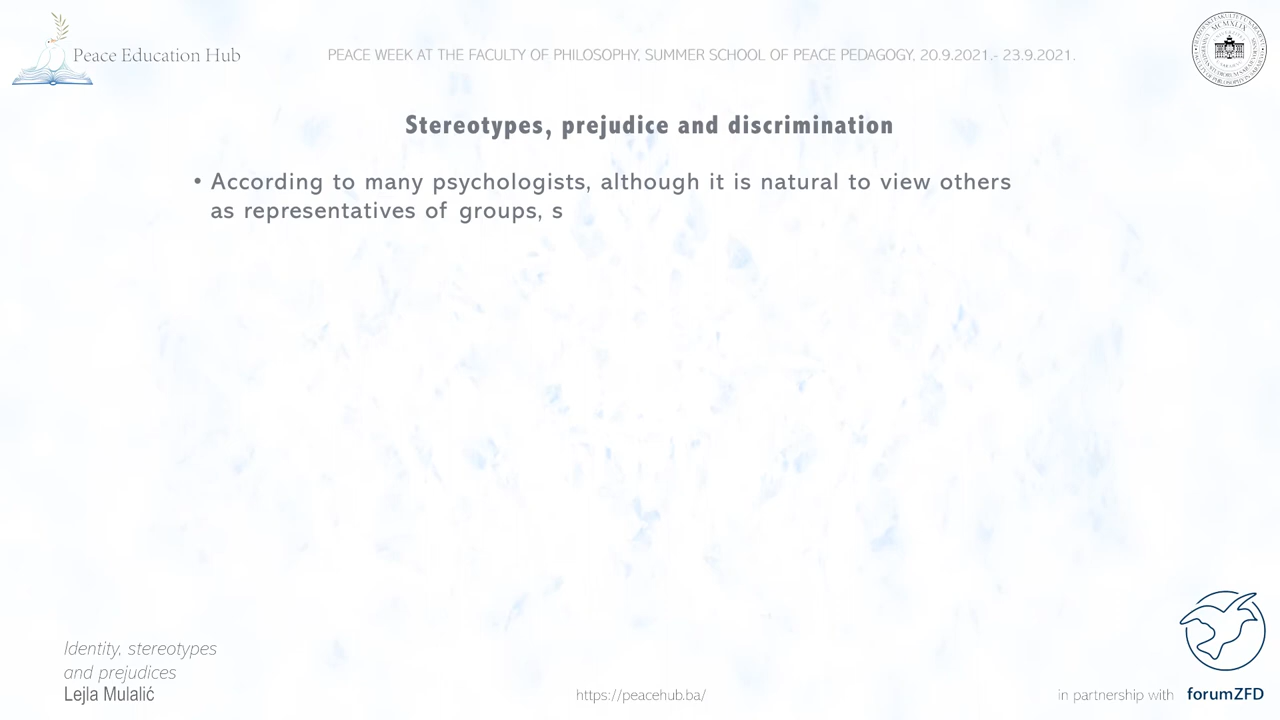 Peace Education Hub
PEACE WEEK AT THE FACULTY OF PHILOSOPHY, SUMMER SCHOOL OF PEACE PEDAGOGY, 20.9.2021.- 23.9.2021.
Stereotypes, prejudice and discrimination
• According to many psychologists, although it is natural to view others
as representatives of groups, s
Identity, stereotypes
and prejudices
Lejla Mulalić
https://peacehub.ba/
in partnership with forumZFD